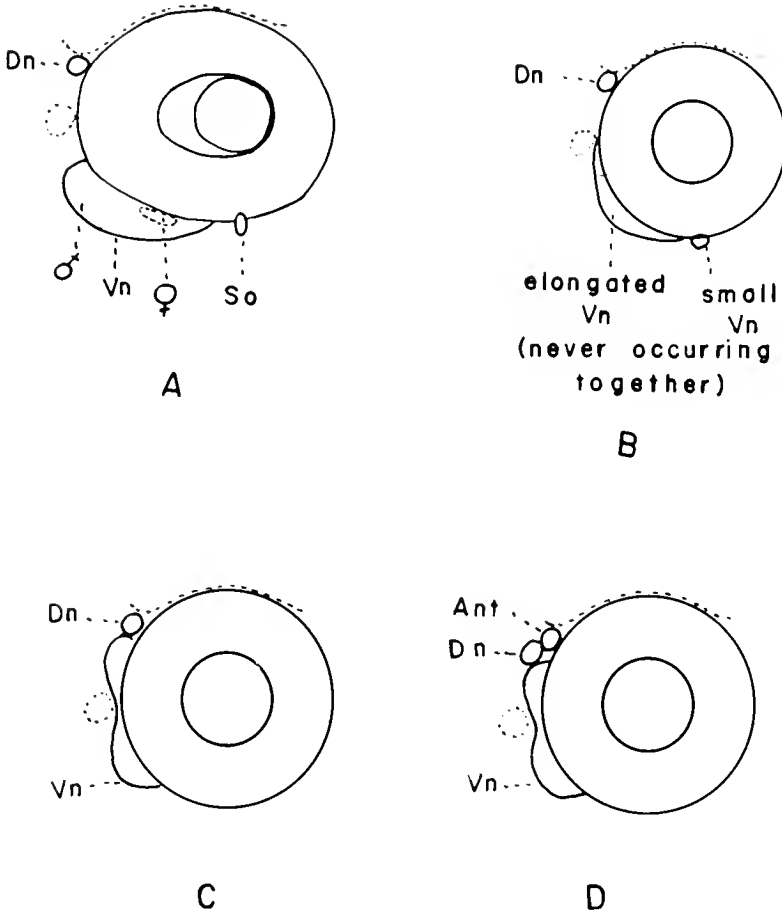 Dn
♂ Vn ♀ So
A
Dn
elongated small
Vn Vn
(never occurring
together)
B
Dn
Vn
C
Ant
Dn
Vn
D